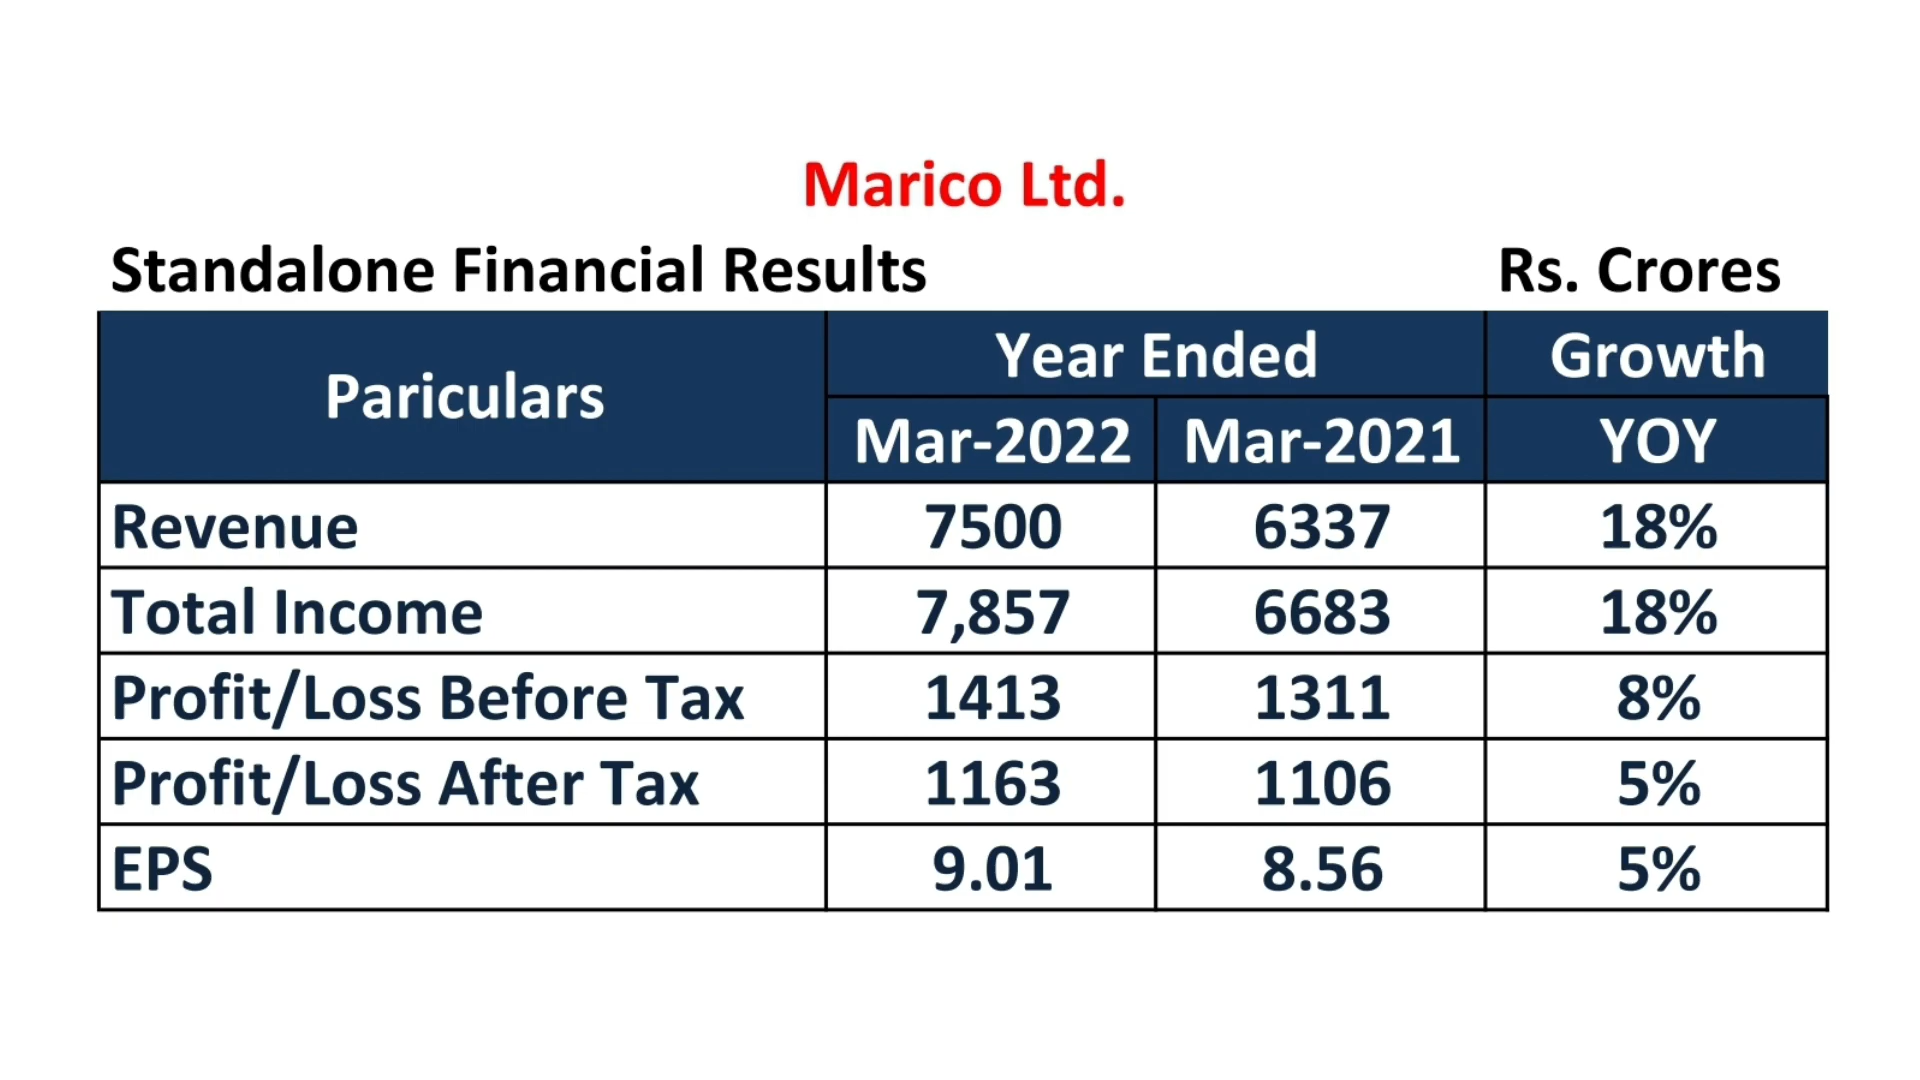 Marico Ltd.
Standalone Financial Results Rs. Crores
Pariculars Year Ended Growth
Mar-2022 Mar-2021 YOY
Revenue 7500 6337 18%
Total Income 7,857 6683 18%
Profit/Loss Before Tax 1413 1311 8%
Profit/Loss After Tax 1163 1106 5%
EPS 9.01 8.56 5%